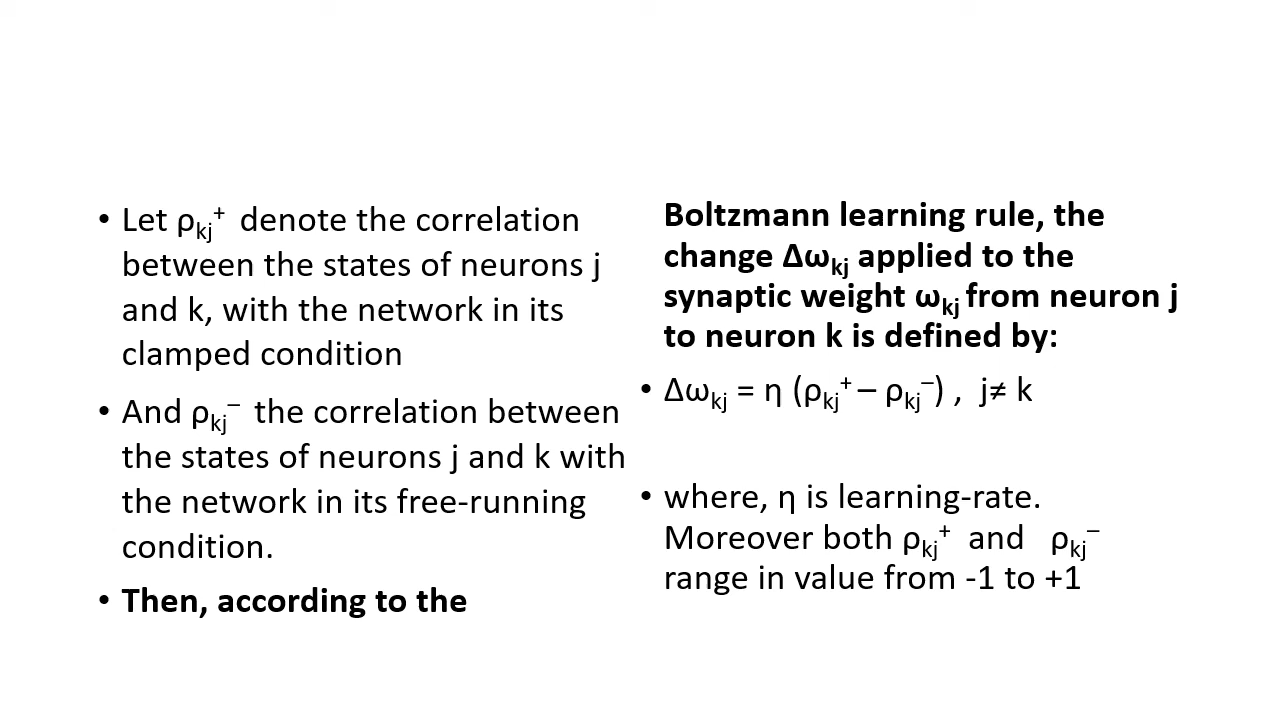 • Let ρkj+ denote the correlation
between the states of neurons j
and k, with the network in its
clamped condition
• And ρkj– the correlation between
the states of neurons j and k with
the network in its free-running
condition.
• Then, according to the
Boltzmann learning rule, the
change Δωkj applied to the
synaptic weight ωkj from neuron j
to neuron k is defined by:
• Δωkj = η (ρkj+ – ρkj–) , j≠ k
• where, η is learning-rate.
Moreover both ρkj+ and ρkj–
range in value from -1 to +1